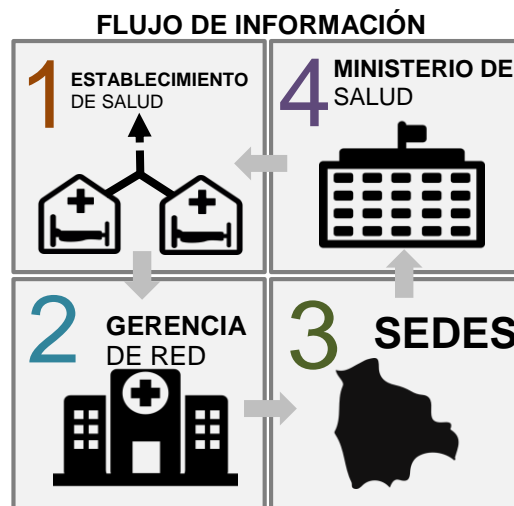 FLUJO DE INFORMACIÓN
1
ESTABLECIMIENTO
DE SALUD
4
MINISTERIO DE
SALUD
2
GERENCIA
DE RED
3
SEDES